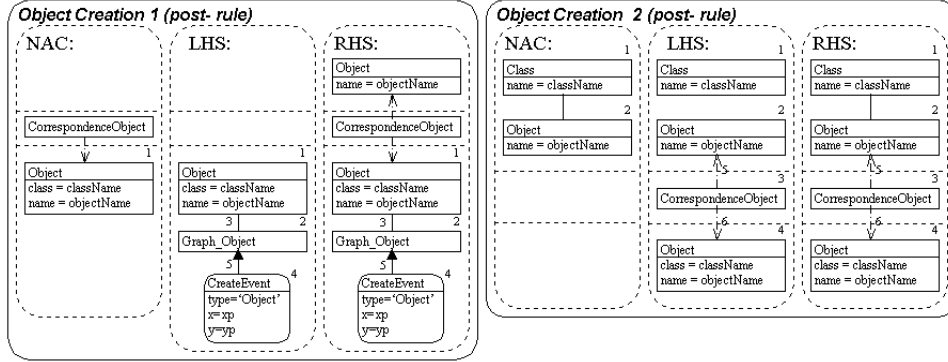 Object Creation 1 (post- rule)
NAC:
CorrespondenceObject
1
Object
class = className
name = objectName
LHS:
1
Object
class = className
name = objectName
3
2
Graph_Object
5
4
CreateEvent
type='Object'
x=xp
y=yp
RHS:
Object
name = objectName
CorrespondenceObject
1
Object
class = className
name = objectName
3
2
Graph_Object
5
4
CreateEvent
type='Object'
x=xp
y=yp
Object Creation 2 (post- rule)
NAC:
1
Class
name = className
2
Object
name = objectName
LHS:
1
Class
name = className
2
Object
name = objectName
5
3
CorrespondenceObject
6
4
Object
class = className
name = objectName
RHS:
1
Class
name = className
2
Object
name = objectName
5
3
CorrespondenceObject
6
4
Object
class = className
name = objectName